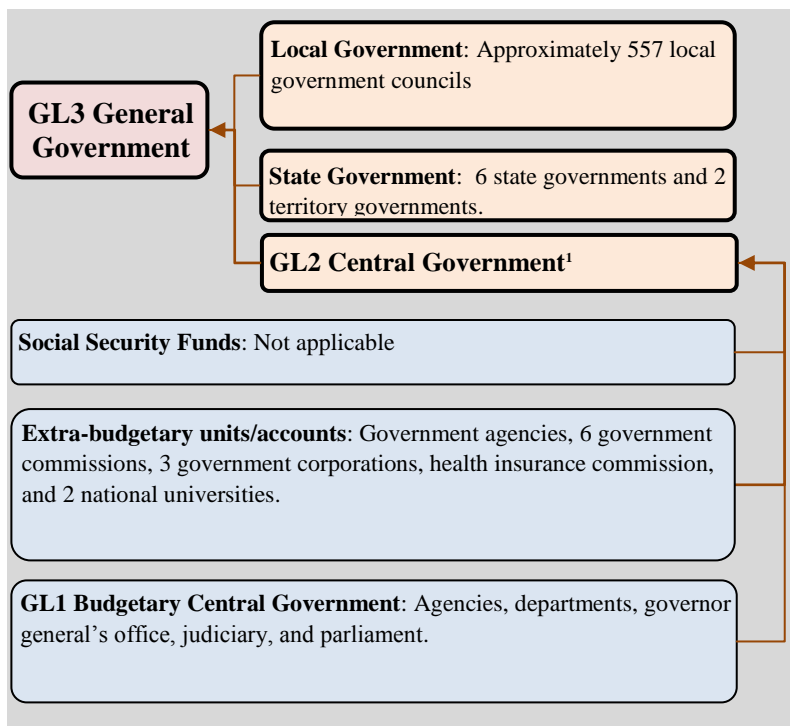 GL3 General
Government
Local Government: Approximately 557 local
government councils
State Government:  6 state governments and 2
territory governments.
GL2 Central Government¹
Social Security Funds: Not applicable
Extra-budgetary units/accounts: Government agencies, 6 government
commissions, 3 government corporations, health insurance commission,
and 2 national universities.
GL1 Budgetary Central Government: Agencies, departments, governor
general’s office, judiciary, and parliament.